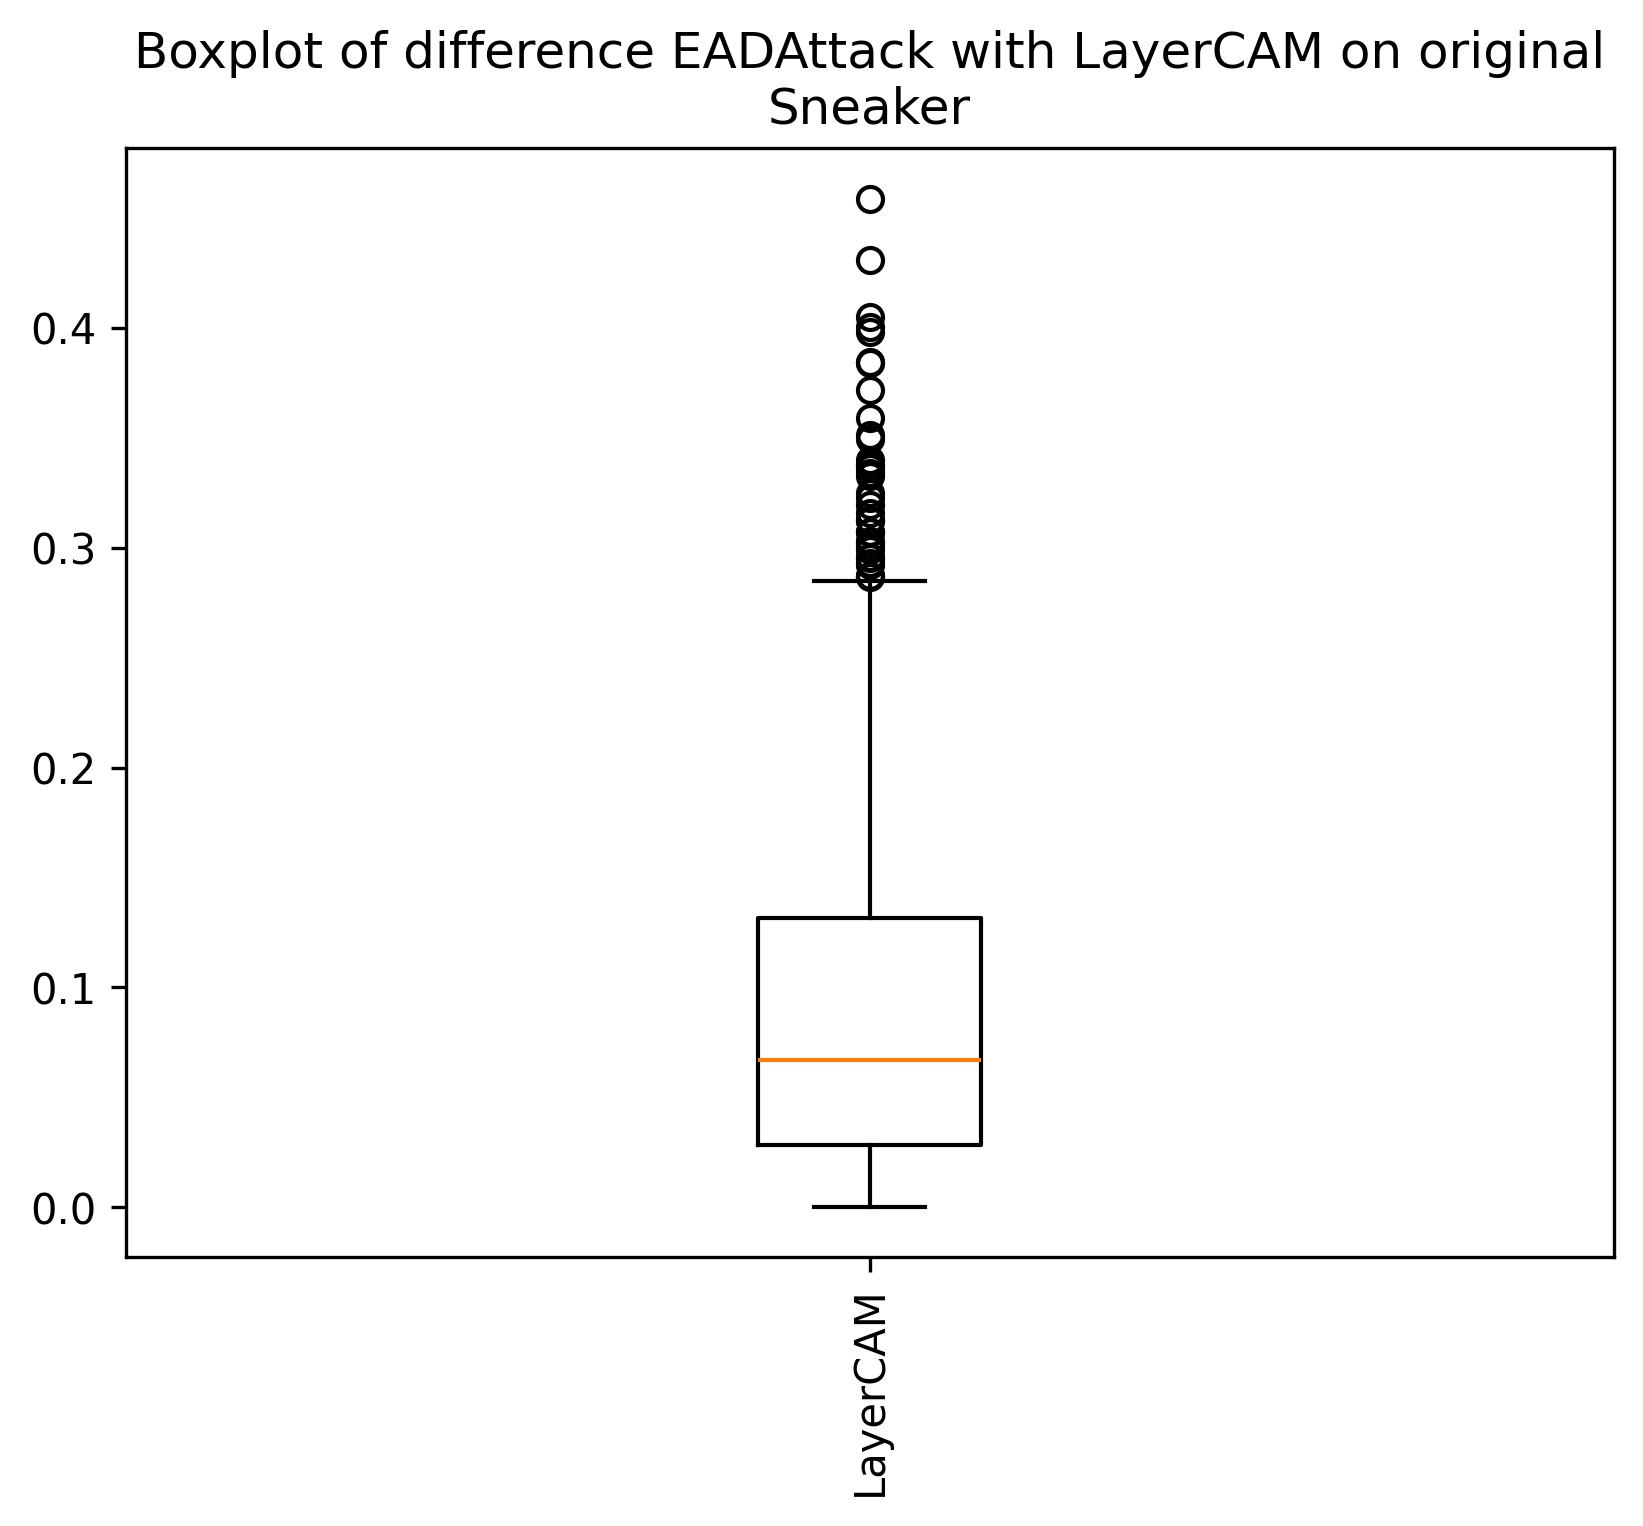 Boxplot of difference EADAttack with LayerCAM on original
Sneaker
0.4
0.3
0.2
0.1
0.0
LayerCAM